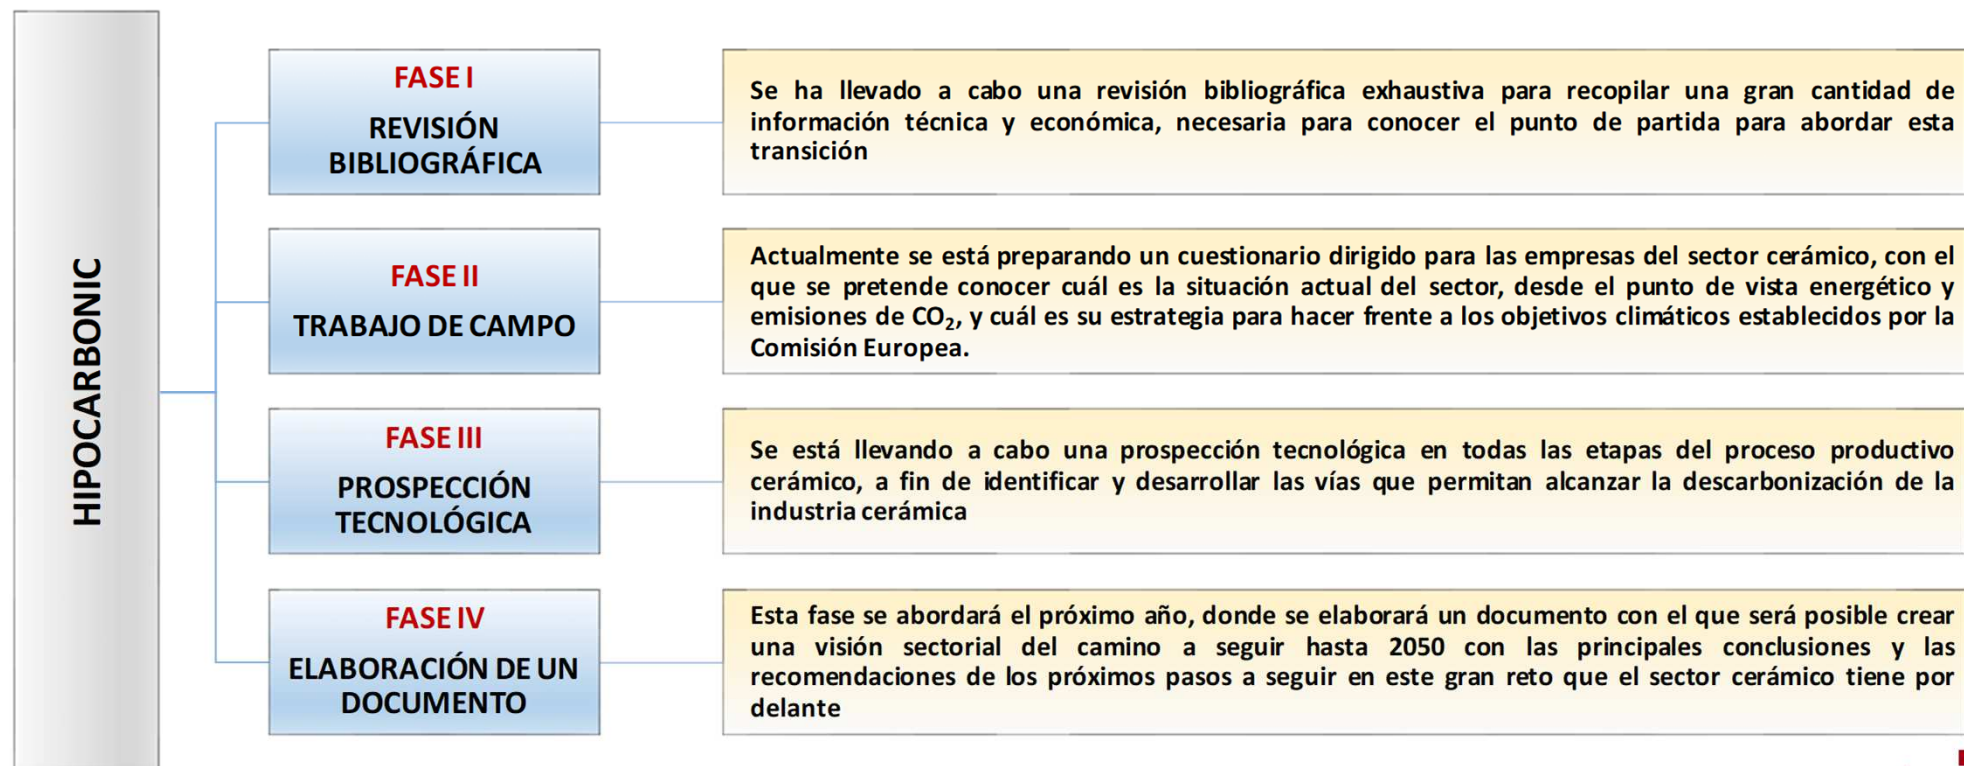 HIPOCARBONIC
FASE I
REVISIÓN
BIBLIOGRÁFICA
Se ha llevado a cabo una revisión bibliográfica exhaustiva para recopilar una gran cantidad de
información técnica y económica, necesaria para conocer el punto de partida para abordar esta
transición
FASE II
TRABAJO DE CAMPO
Actualmente se está preparando un cuestionario dirigido para las empresas del sector cerámico, con el
que se pretende conocer cuál es la situación actual del sector, desde el punto de vista energético y
emisiones de CO₂, y cuál es su estrategia para hacer frente a los objetivos climáticos establecidos por la
Comisión Europea.
FASE III
PROSPECCIÓN
TECNOLÓGICA
Se está llevando a cabo una prospección tecnológica en todas las etapas del proceso productivo
cerámico, a fin de identificar y desarrollar las vías que permitan alcanzar la descarbonización de la
industria cerámica
FASE IV
ELABORACIÓN DE UN
DOCUMENTO
Esta fase se abordará el próximo año, donde se elaborará un documento con el que será posible crear
una visión sectorial del camino a seguir hasta 2050 con las principales conclusiones y las
recomendaciones de los próximos pasos a seguir en este gran reto que el sector cerámico tiene por
delante